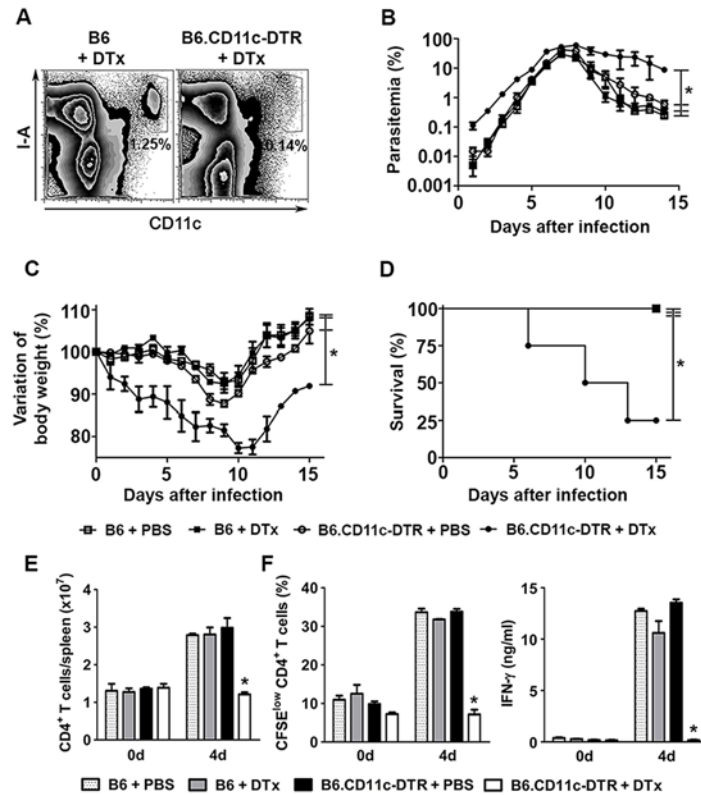 A
B6
+ DTx
B6.CD11c-DTR
+ DTx
I-A
1.25%
0.14%
CD11c
B
Parasitemia (%)
100
10
1
0.1
0.01
0.001
*
0 5 10 15
Days after infection
C
Variation of
body weight (%)
110
100
90
80
*
0 5 10 15
Days after infection
D
Survival (%)
100
75
50
25
0
*
0 5 10 15
Days after infection
B6 + PBS B6 + DTx B6.CD11c-DTR + PBS B6.CD11c-DTR + DTx
E
CD4+ T cells/spleen (x10⁷)
4
3
2
1
0
*
0d 4d
F
CFSElow CD4+ T cells (%)
40
30
20
10
0
*
0d 4d
IFN-γ (ng/ml)
15
10
5
0
*
0d 4d
B6 + PBS B6 + DTx B6.CD11c-DTR + PBS B6.CD11c-DTR + DTx